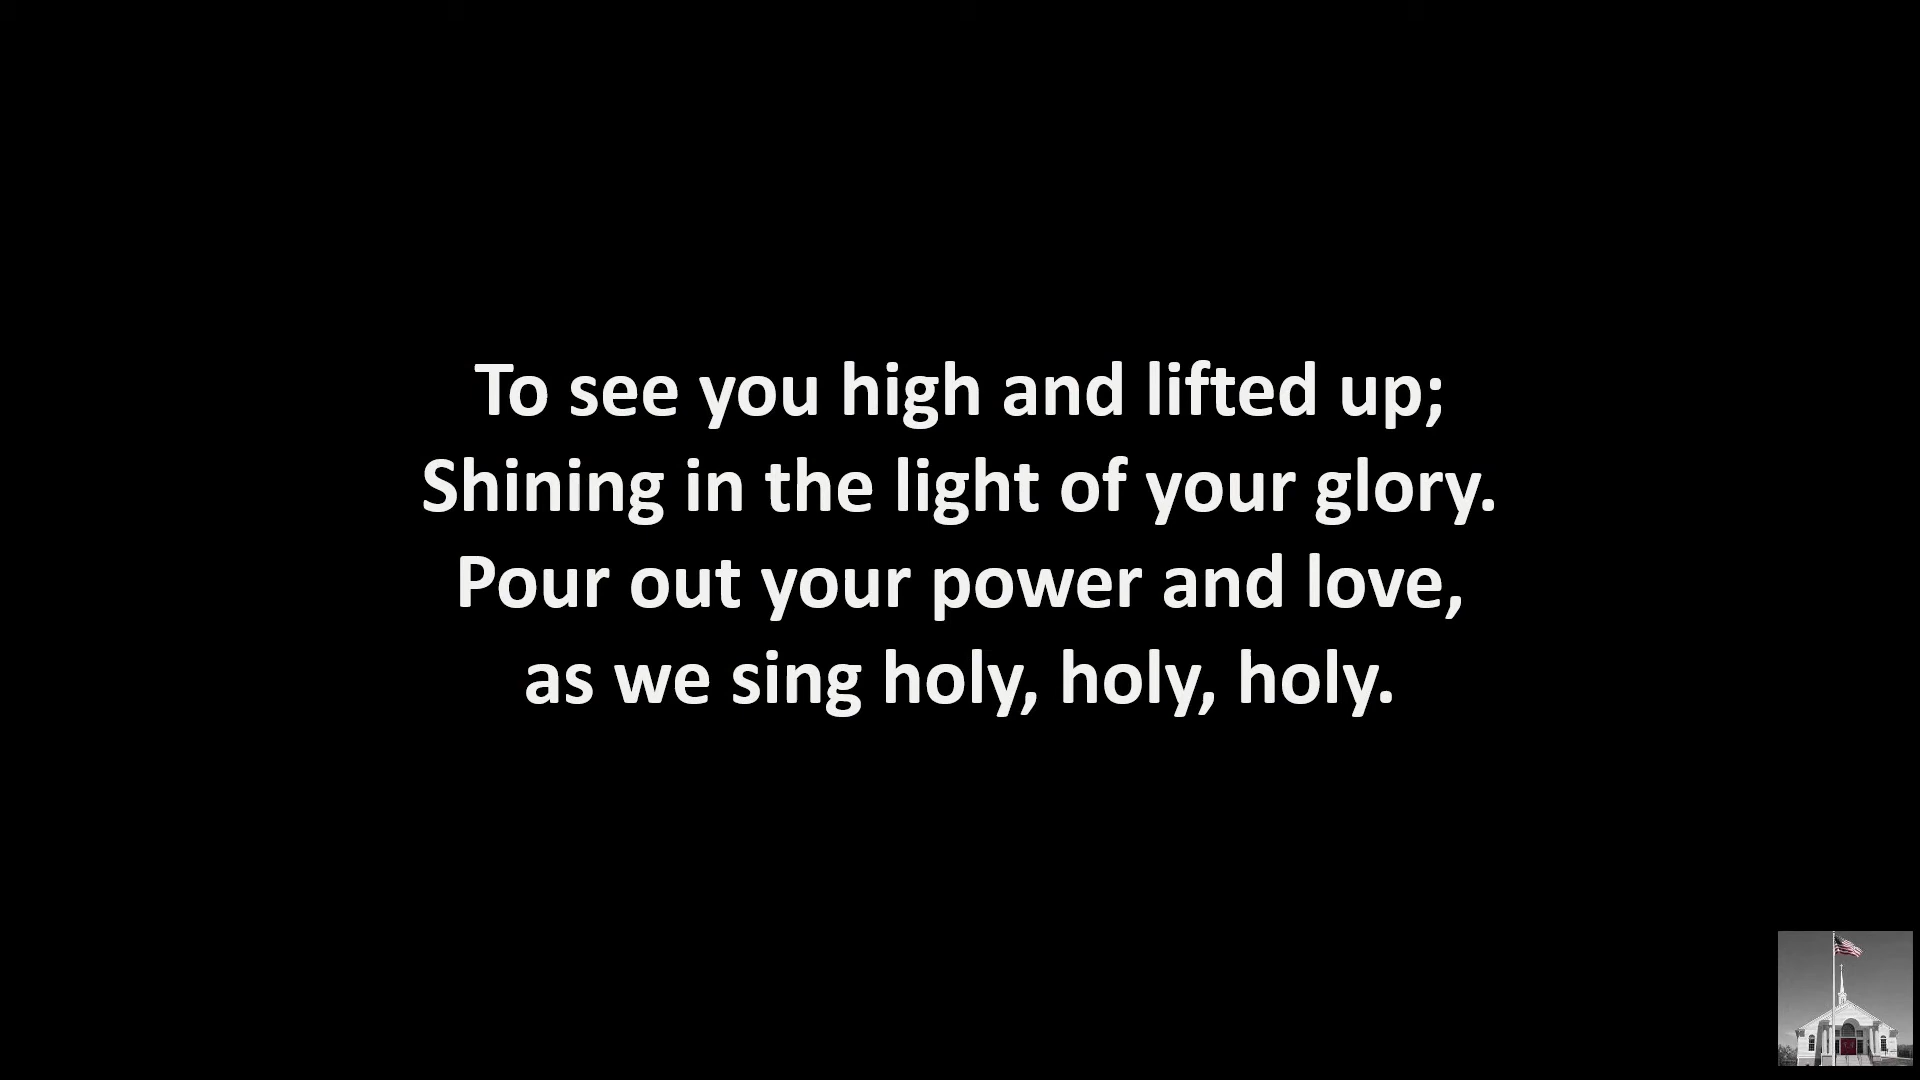 To see you high and lifted up;
Shining in the light of your glory.
Pour out your power and love,
as we sing holy, holy, holy.